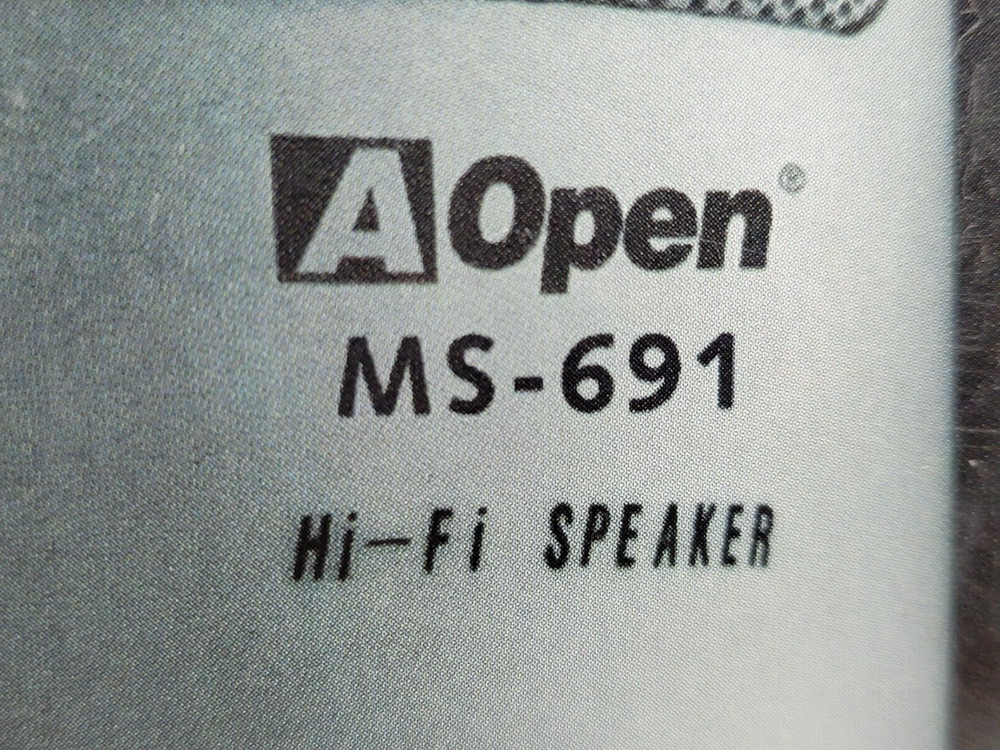 AOpen®
MS-691
Hi-Fi SPEAKER